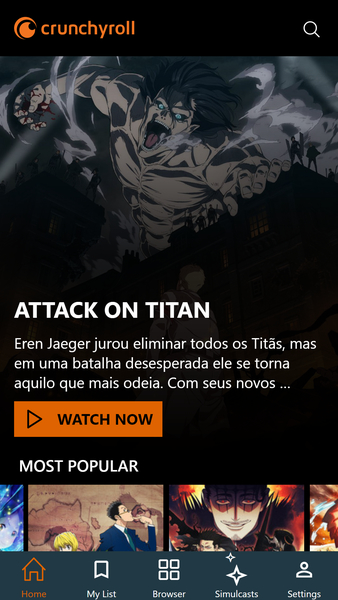 crunchyroll
ATTACK ON TITAN
Eren Jaeger jurou eliminar todos os Titãs, mas
em uma batalha desesperada ele se torna
aquilo que mais odeia. Com seus novos ...
WATCH NOW
MOST POPULAR
Home
My List
Browser
Simulcasts
Settings